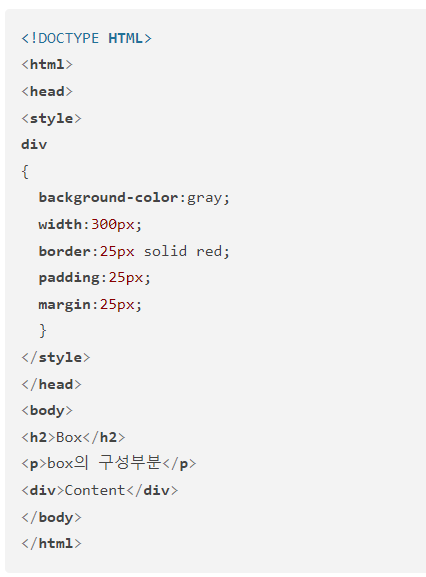 <!DOCTYPE HTML>
<html>
<head>
<style>
div
{
  background-color:gray;
  width:300px;
  border:25px solid red;
  padding:25px;
  margin:25px;
  }
</style>
</head>
<body>
<h2>Box</h2>
<p>box의 구성부분</p>
<div>Content</div>
</body>
</html>